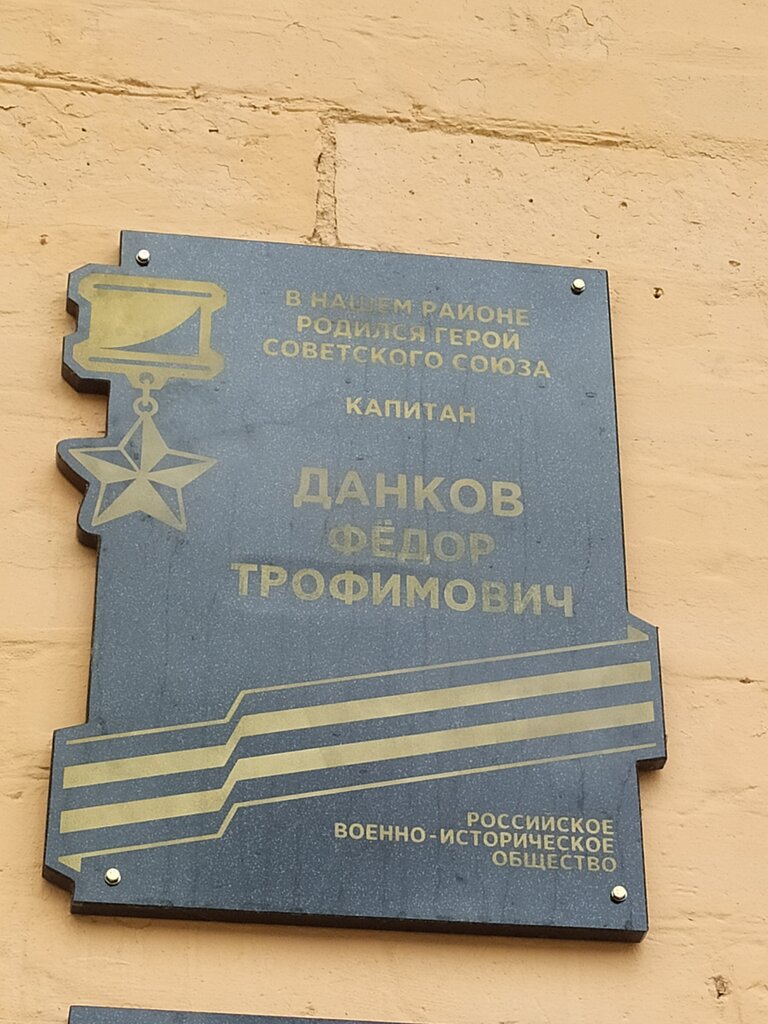 В НАШЕМ РАЙОНЕ
РОДИЛСЯ ГЕРОЙ
СОВЕТСКОГО СОЮЗА
КАПИТАН
ДАНКОВ
ФЁДОР
ТРОФИМОВИЧ
РОССИЙСКОЕ
ВОЕННО-ИСТОРИЧЕСКОЕ
ОБЩЕСТВО